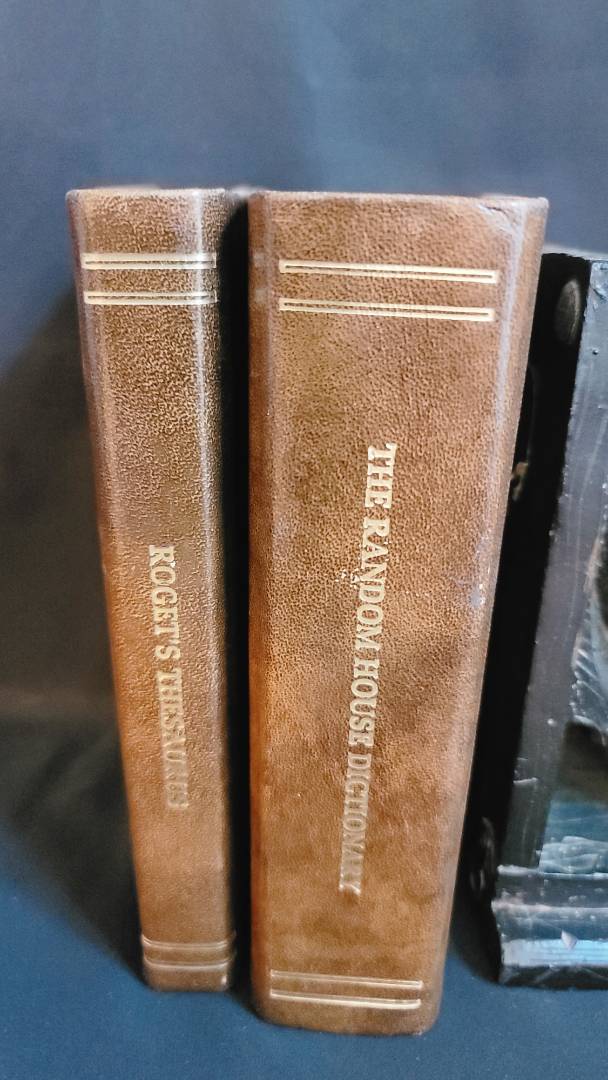 ROGET'S THESAURUS
THE RANDOM HOUSE DICTIONARY